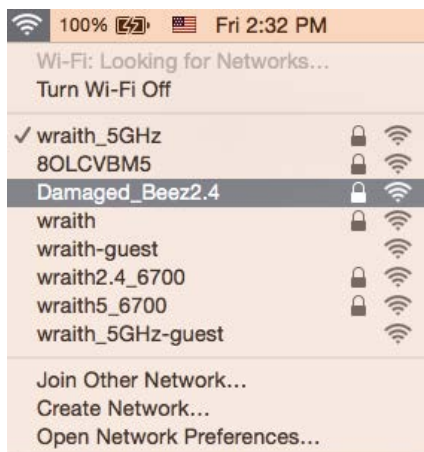 100% Fri 2:32 PM
Wi-Fi: Looking for Networks...
Turn Wi-Fi Off
✓ wraith_5GHz
8OLCVBM5
Damaged_Beez2.4
wraith
wraith-guest
wraith2.4_6700
wraith5_6700
wraith_5GHz-guest
Join Other Network...
Create Network...
Open Network Preferences...